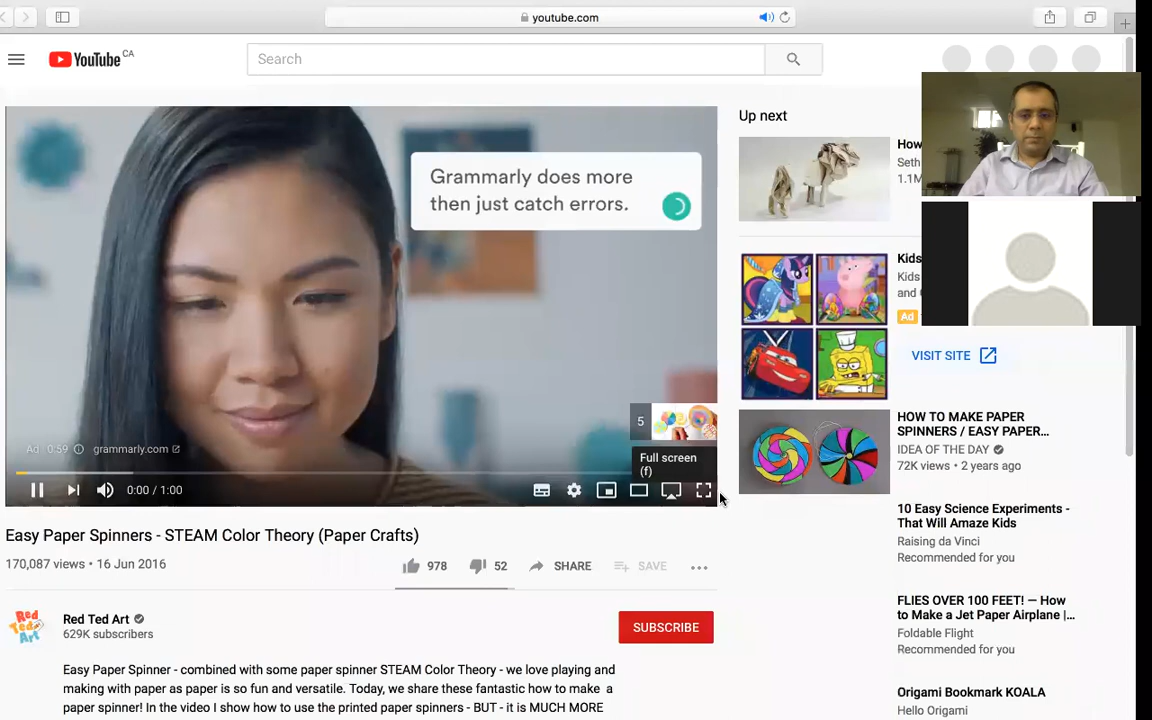 youtube.com
YouTube CA
Search
Grammarly does more
then just catch errors.
Ad · 0:59
grammarly.com
5
Full screen
(f)
0:00 / 1:00
Easy Paper Spinners - STEAM Color Theory (Paper Crafts)
170,087 views • 16 Jun 2016
978
52
SHARE
SAVE
Red Ted Art
Red Ted Art
629K subscribers
SUBSCRIBE
Easy Paper Spinner - combined with some paper spinner STEAM Color Theory - we love playing and
making with paper as paper is so fun and versatile. Today, we share these fantastic how to make a
paper spinner! In the video I show how to use the printed paper spinners - BUT - it is MUCH MORE
Up next
How
Seth
1.1M
Kids
Kids
and
Ad
VISIT SITE
HOW TO MAKE PAPER
SPINNERS / EASY PAPER...
IDEA OF THE DAY
72K views • 2 years ago
10 Easy Science Experiments -
That Will Amaze Kids
Raising da Vinci
Recommended for you
FLIES OVER 100 FEET! — How
to Make a Jet Paper Airplane |...
Foldable Flight
Recommended for you
Origami Bookmark KOALA
Hello Origami